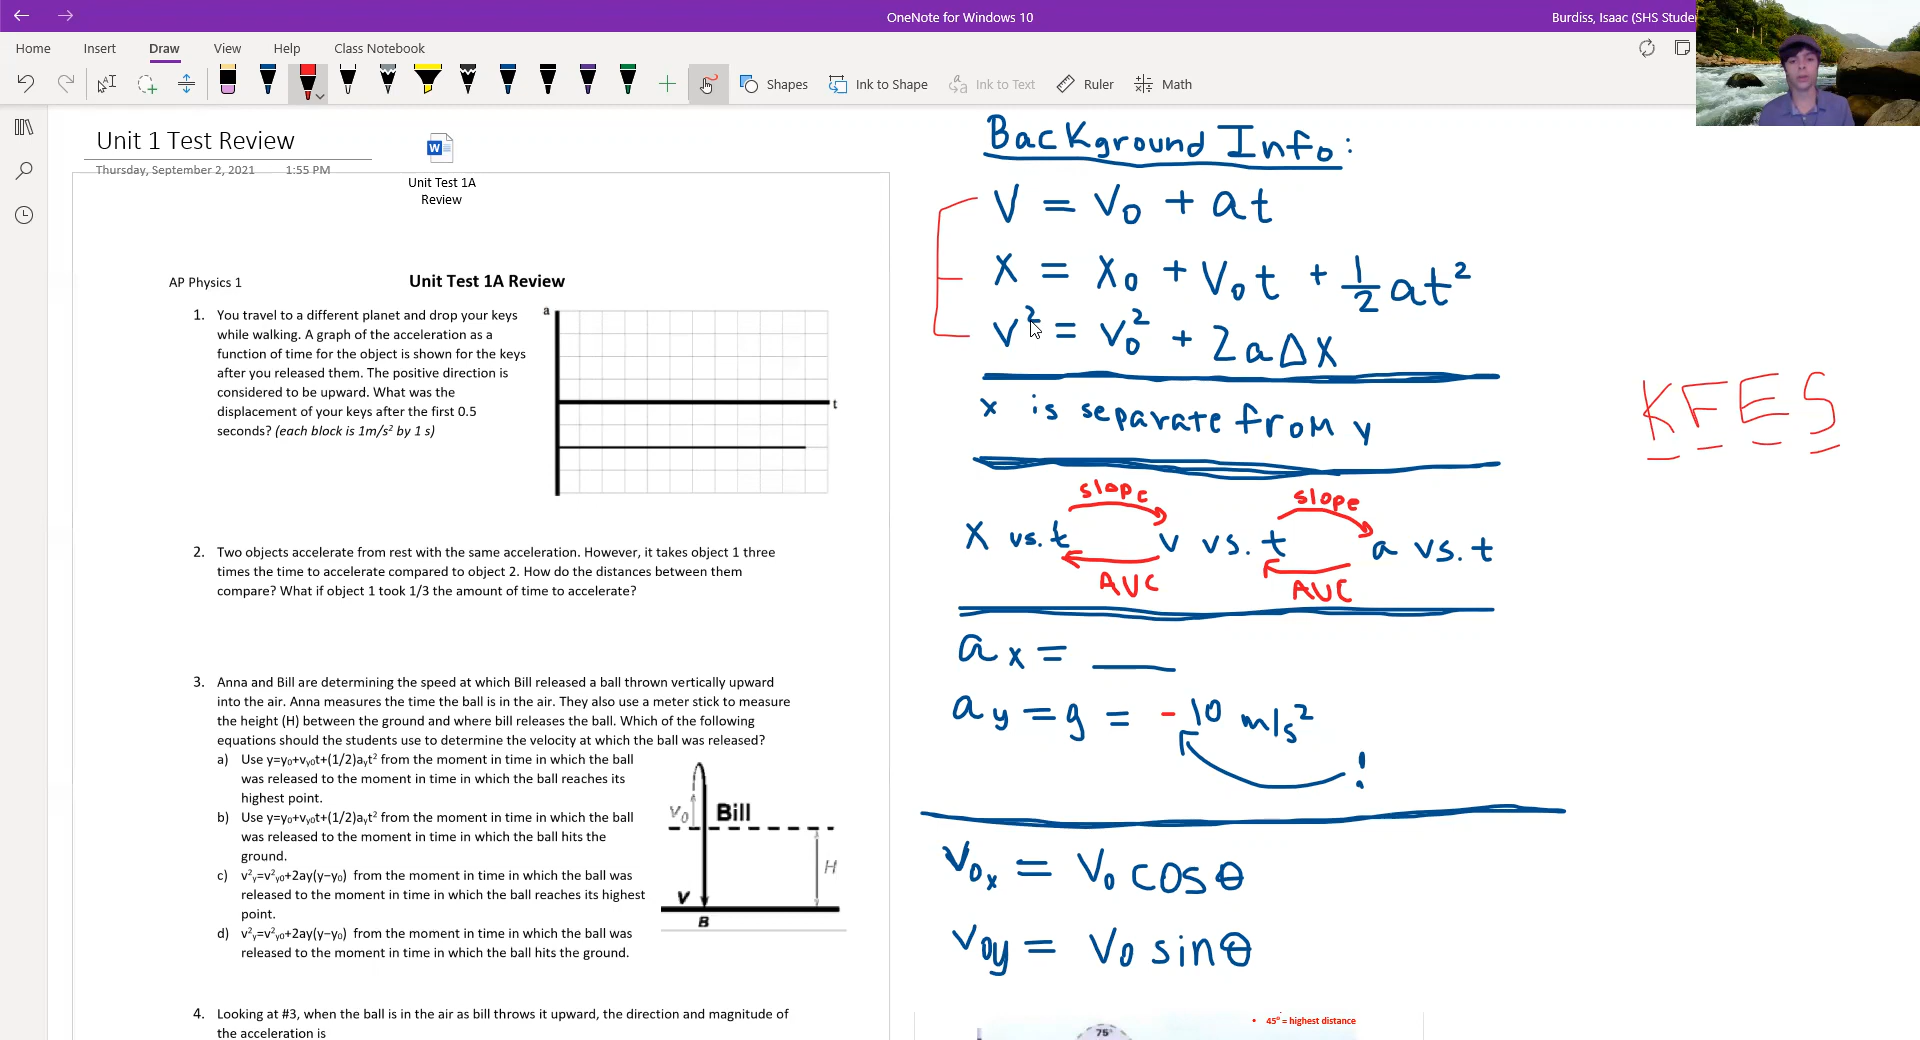 OneNote for Windows 10
Burdiss, Isaac (SHS Stude
Home Insert Draw View Help Class Notebook
Shapes Ink to Shape Ink to Text Ruler Math
Unit 1 Test Review
Thursday, September 2, 2021 1:55 PM
Unit Test 1A
Review
AP Physics 1 Unit Test 1A Review
1. You travel to a different planet and drop your keys
while walking. A graph of the acceleration as a
function of time for the object is shown for the keys
after you released them. The positive direction is
considered to be upward. What was the
displacement of your keys after the first 0.5
seconds? (each block is 1m/s² by 1 s)
a
t
2. Two objects accelerate from rest with the same acceleration. However, it takes object 1 three
times the time to accelerate compared to object 2. How do the distances between them
compare? What if object 1 took 1/3 the amount of time to accelerate?
3. Anna and Bill are determining the speed at which Bill released a ball thrown vertically upward
into the air. Anna measures the time the ball is in the air. They also use a meter stick to measure
the height (H) between the ground and where bill releases the ball. Which of the following
equations should the students use to determine the velocity at which the ball was released?
a) Use y=y₀+vy₀t+(1/2)ayt² from the moment in time in which the ball
was released to the moment in time in which the ball reaches its
highest point.
b) Use y=y₀+vy₀t+(1/2)ayt² from the moment in time in which the ball
was released to the moment in time in which the ball hits the
ground.
c) v²y=v²y₀+2ay(y−y₀) from the moment in time in which the ball was
released to the moment in time in which the ball reaches its highest
point.
d) v²y=v²y₀+2ay(y−y₀) from the moment in time in which the ball was
released to the moment in time in which the ball hits the ground.
v₀ Bill
H
V
B
4. Looking at #3, when the ball is in the air as bill throws it upward, the direction and magnitude of
the acceleration is
Background Info:
V = V₀ + at
X = X₀ + V₀t + 1/2 at²
V² = V₀² + 2aΔX
x is separate from y
KFES
slope slope
X vs. t v vs. t a vs. t
AUC AUC
ax = ___
ay = g = -10 m/s²
!
V₀x = V₀ cosθ
V₀y = V₀ sinθ
• 45° = highest distance
75°